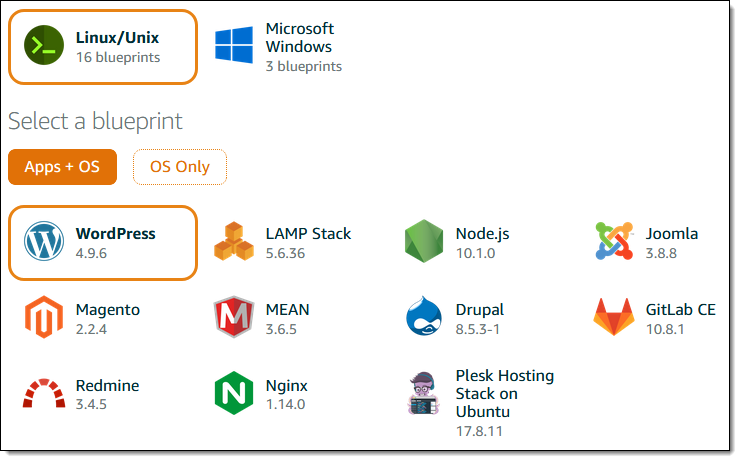 Linux/Unix
16 blueprints
Microsoft
Windows
3 blueprints
Select a blueprint
Apps + OS
OS Only
WordPress
4.9.6
LAMP Stack
5.6.36
Node.js
10.1.0
Joomla
3.8.8
Magento
2.2.4
MEAN
3.6.5
Drupal
8.5.3-1
GitLab CE
10.8.1
Redmine
3.4.5
Nginx
1.14.0
Plesk Hosting
Stack on
Ubuntu
17.8.11